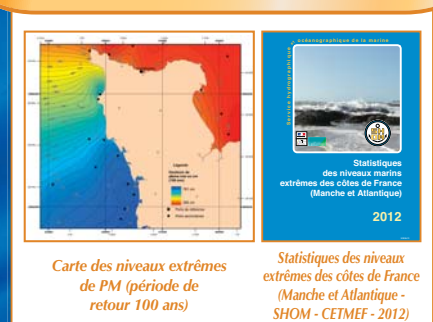 Légende
océanographique de la marine
Service hydrographique
Statistiques
des niveaux marins
extrêmes des côtes de France
(Manche et Atlantique)
2012
Carte des niveaux extrêmes
de PM (période de
retour 100 ans)
Statistiques des niveaux
extrêmes des côtes de France
(Manche et Atlantique -
SHOM - CETMEF - 2012)